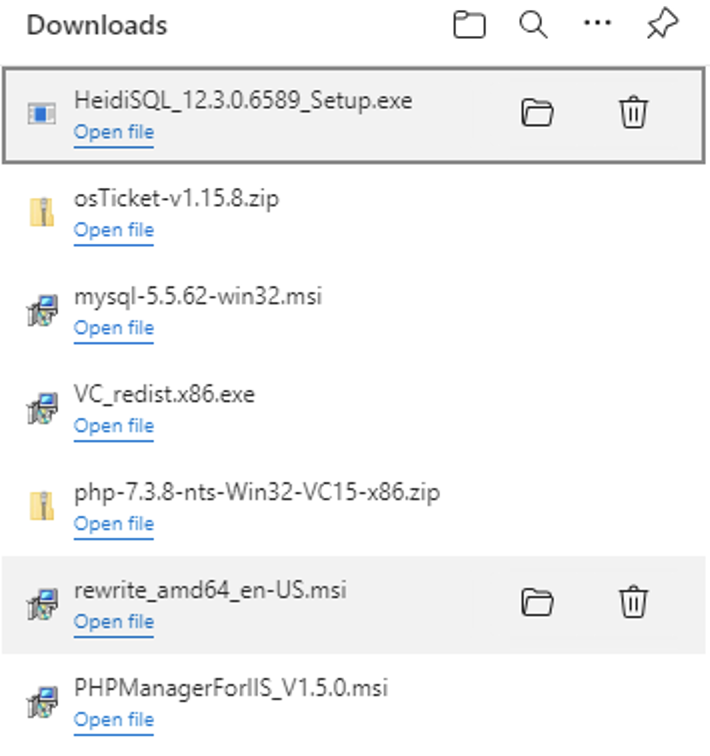 Downloads
HeidiSQL_12.3.0.6589_Setup.exe
Open file
osTicket-v1.15.8.zip
Open file
mysql-5.5.62-win32.msi
Open file
VC_redist.x86.exe
Open file
php-7.3.8-nts-Win32-VC15-x86.zip
Open file
rewrite_amd64_en-US.msi
Open file
PHPManagerForIIS_V1.5.0.msi
Open file